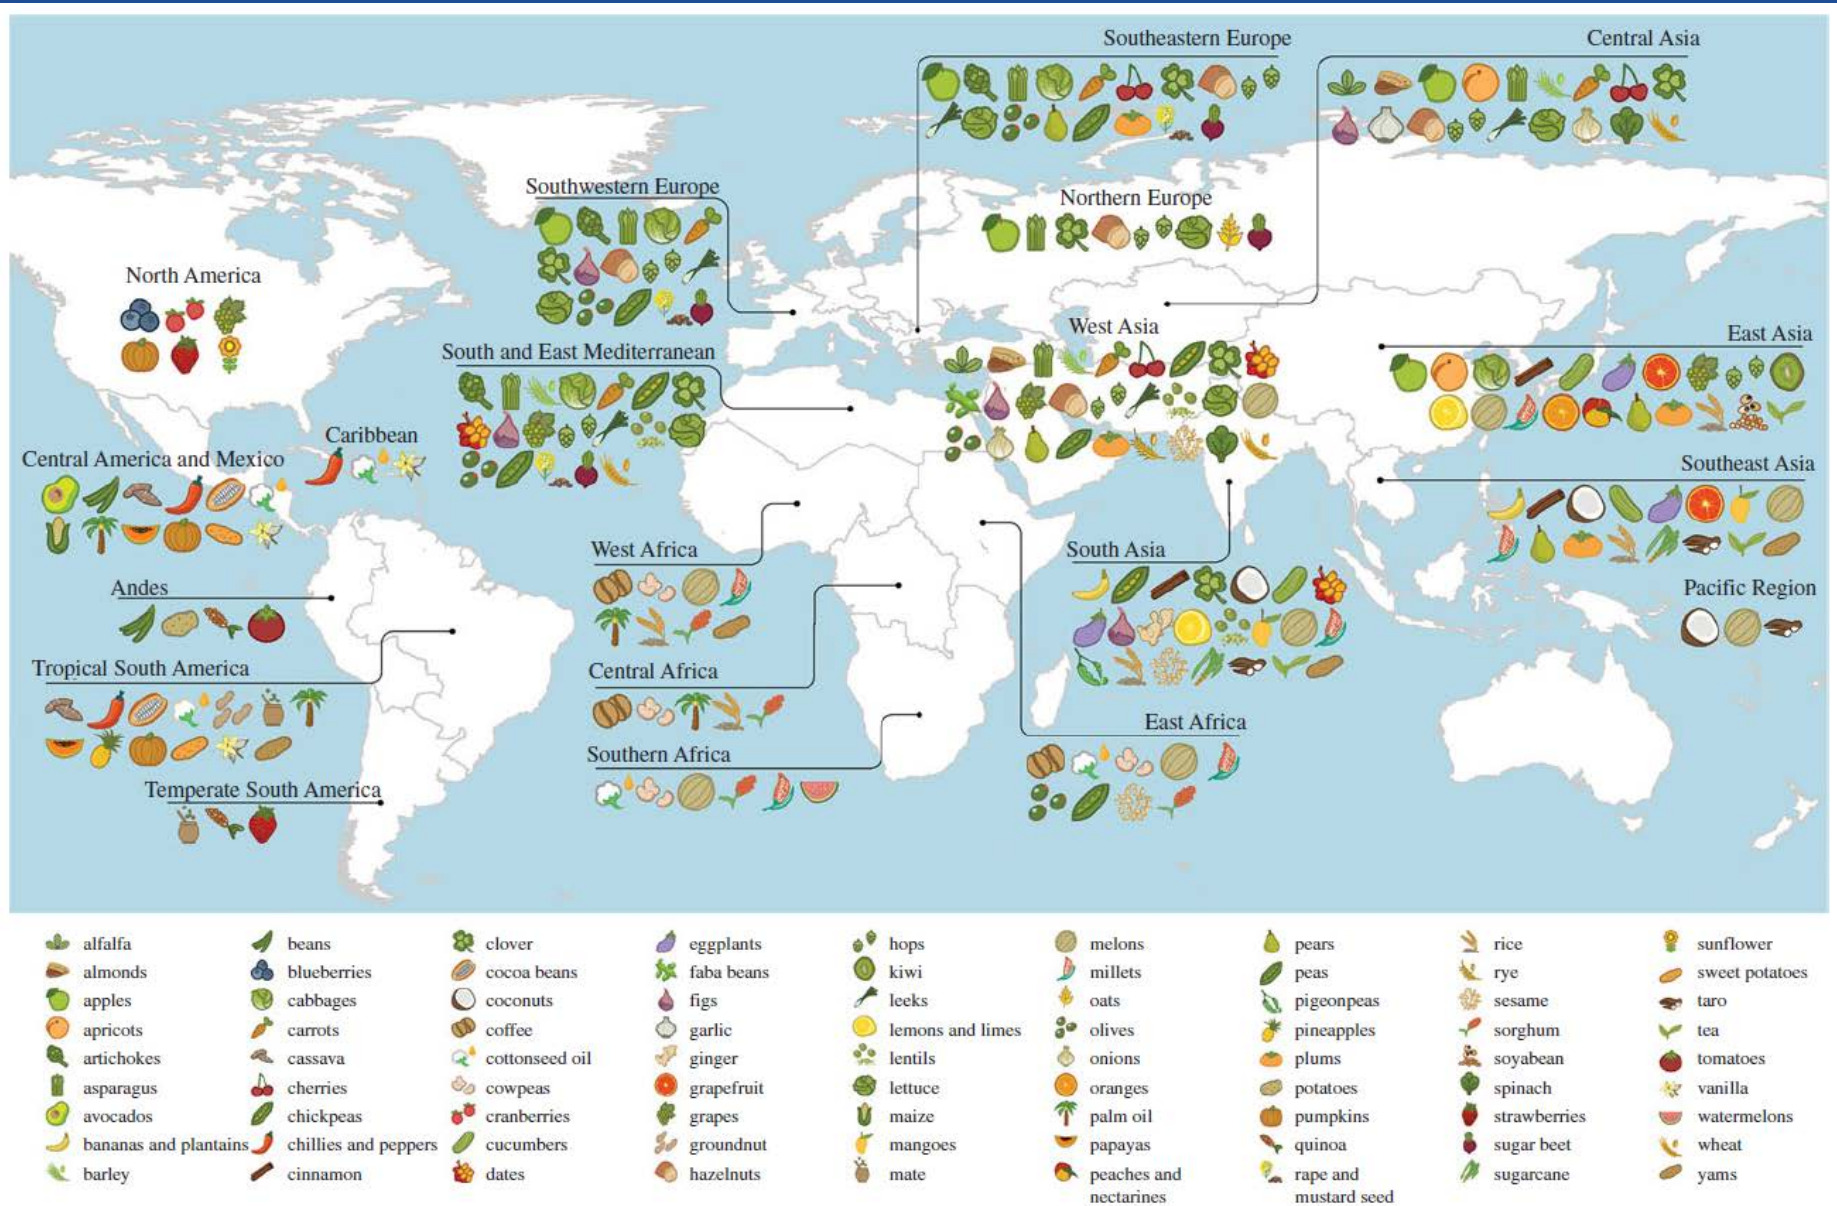 Southeastern Europe
Central Asia
Southwestern Europe
Northern Europe
North America
West Asia
East Asia
South and East Mediterranean
Caribbean
Central America and Mexico
Southeast Asia
West Africa
South Asia
Andes
Pacific Region
Tropical South America
Central Africa
East Africa
Southern Africa
Temperate South America
alfalfa
almonds
apples
apricots
artichokes
asparagus
avocados
bananas and plantains
barley
beans
blueberries
cabbages
carrots
cassava
cherries
chickpeas
chillies and peppers
cinnamon
clover
cocoa beans
coconuts
coffee
cottonseed oil
cowpeas
cranberries
cucumbers
dates
eggplants
faba beans
figs
garlic
ginger
grapefruit
grapes
groundnut
hazelnuts
hops
kiwi
leeks
lemons and limes
lentils
lettuce
maize
mangoes
mate
melons
millets
oats
olives
onions
oranges
palm oil
papayas
peaches and
nectarines
pears
peas
pigeonpeas
pineapples
plums
potatoes
pumpkins
quinoa
rape and
mustard seed
rice
rye
sesame
sorghum
soyabean
spinach
strawberries
sugar beet
sugarcane
sunflower
sweet potatoes
taro
tea
tomatoes
vanilla
watermelons
wheat
yams